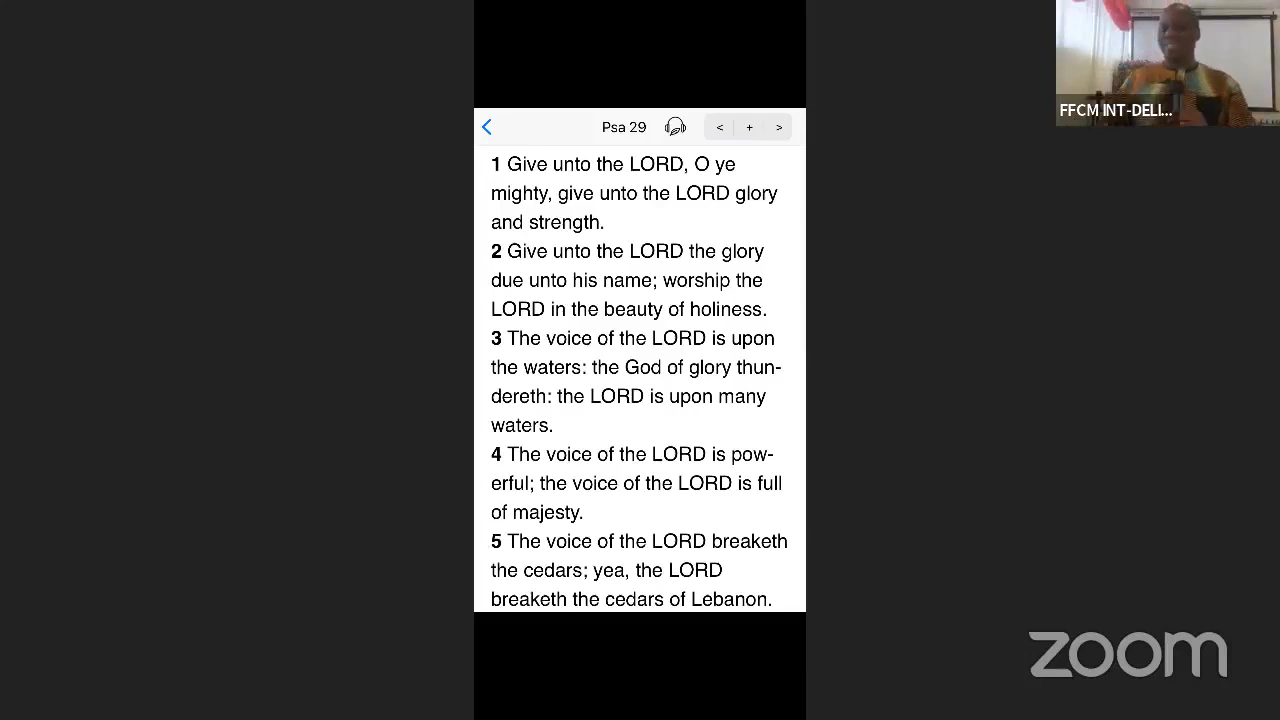 Psa 29
< + >
1 Give unto the LORD, O ye
mighty, give unto the LORD glory
and strength.
2 Give unto the LORD the glory
due unto his name; worship the
LORD in the beauty of holiness.
3 The voice of the LORD is upon
the waters: the God of glory thun-
dereth: the LORD is upon many
waters.
4 The voice of the LORD is pow-
erful; the voice of the LORD is full
of majesty.
5 The voice of the LORD breaketh
the cedars; yea, the LORD
breaketh the cedars of Lebanon.
FFCM INT-DELI...
zoom